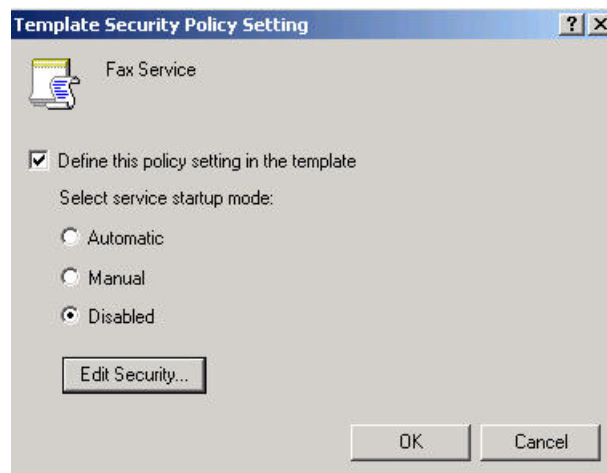 Template Security Policy Setting
Fax Service
Define this policy setting in the template
Select service startup mode:
Automatic
Manual
Disabled
Edit Security...
OK
Cancel